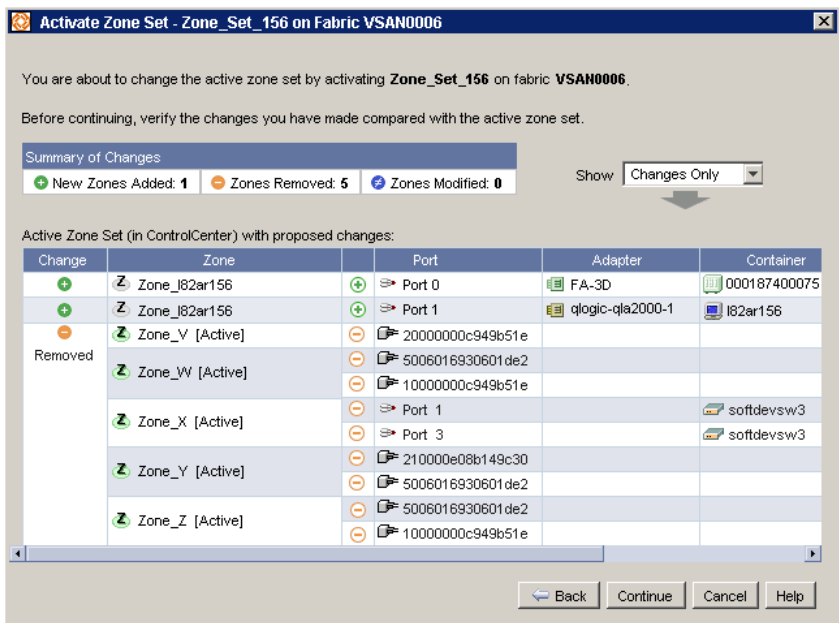 Activate Zone Set - Zone_Set_156 on Fabric VSAN0006
You are about to change the active zone set by activating Zone_Set_156 on fabric VSAN0006.
Before continuing, verify the changes you have made compared with the active zone set.
Summary of Changes
New Zones Added: 1 Zones Removed: 5 Zones Modified: 0
Show Changes Only
Active Zone Set (in ControlCenter) with proposed changes:
Change Zone Port Adapter Container
Zone_l82ar156 Port 0 FA-3D 000187400075
Zone_l82ar156 Port 1 qlogic-qla2000-1 l82ar156
Removed
Zone_V [Active] 20000000c949b51e
Zone_W [Active] 5006016930601de2
10000000c949b51e
Zone_X [Active] Port 1 softdevsw3
Port 3 softdevsw3
Zone_Y [Active] 210000e08b149c30
5006016930601de2
Zone_Z [Active] 5006016930601de2
10000000c949b51e
Back Continue Cancel Help